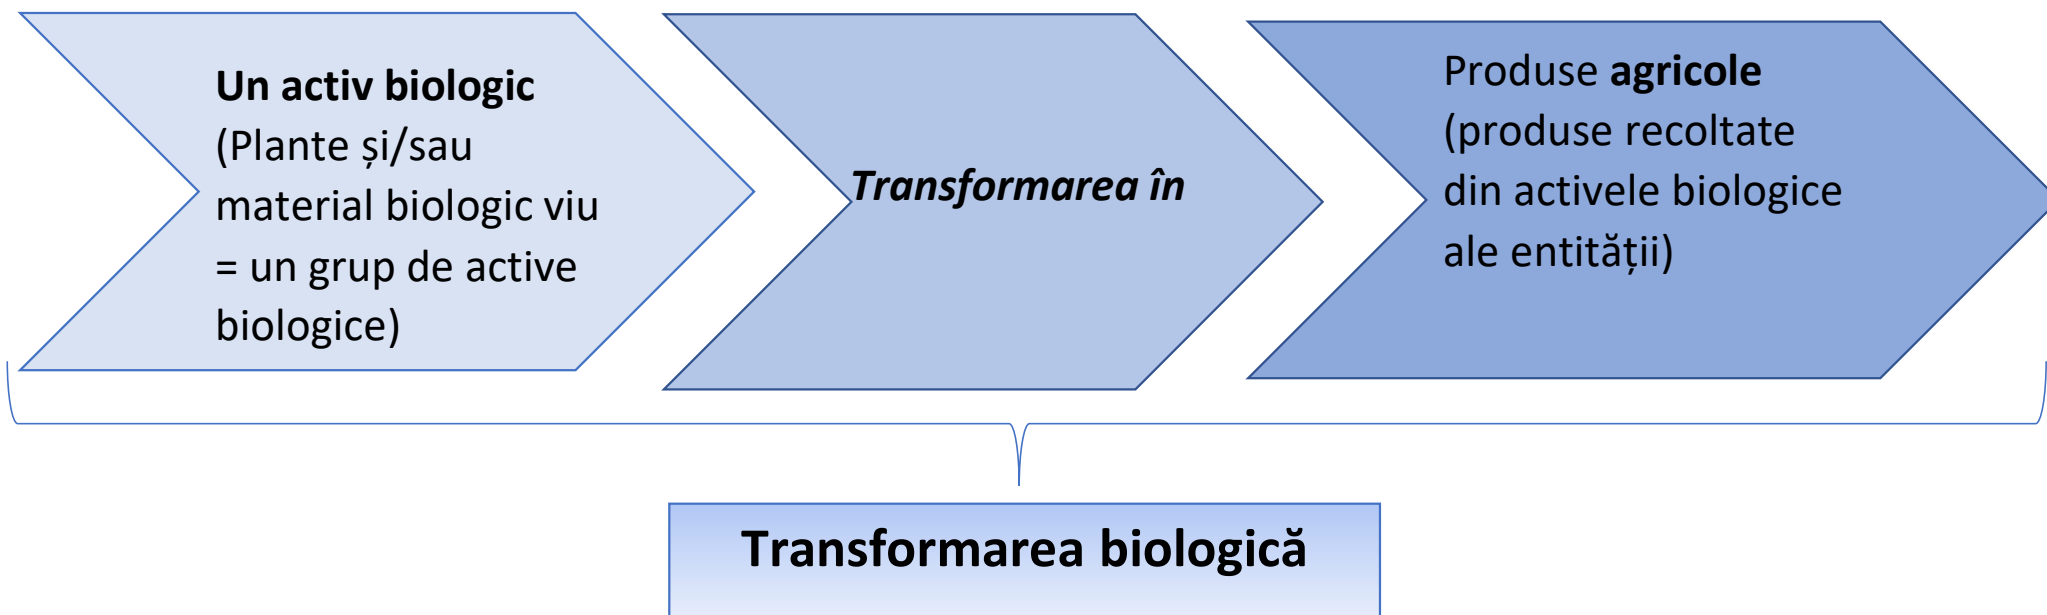 Un activ biologic
(Plante și/sau
material biologic viu
= un grup de active
biologice)
Transformarea în
Produse agricole
(produse recoltate
din activele biologice
ale entității)
Transformarea biologică